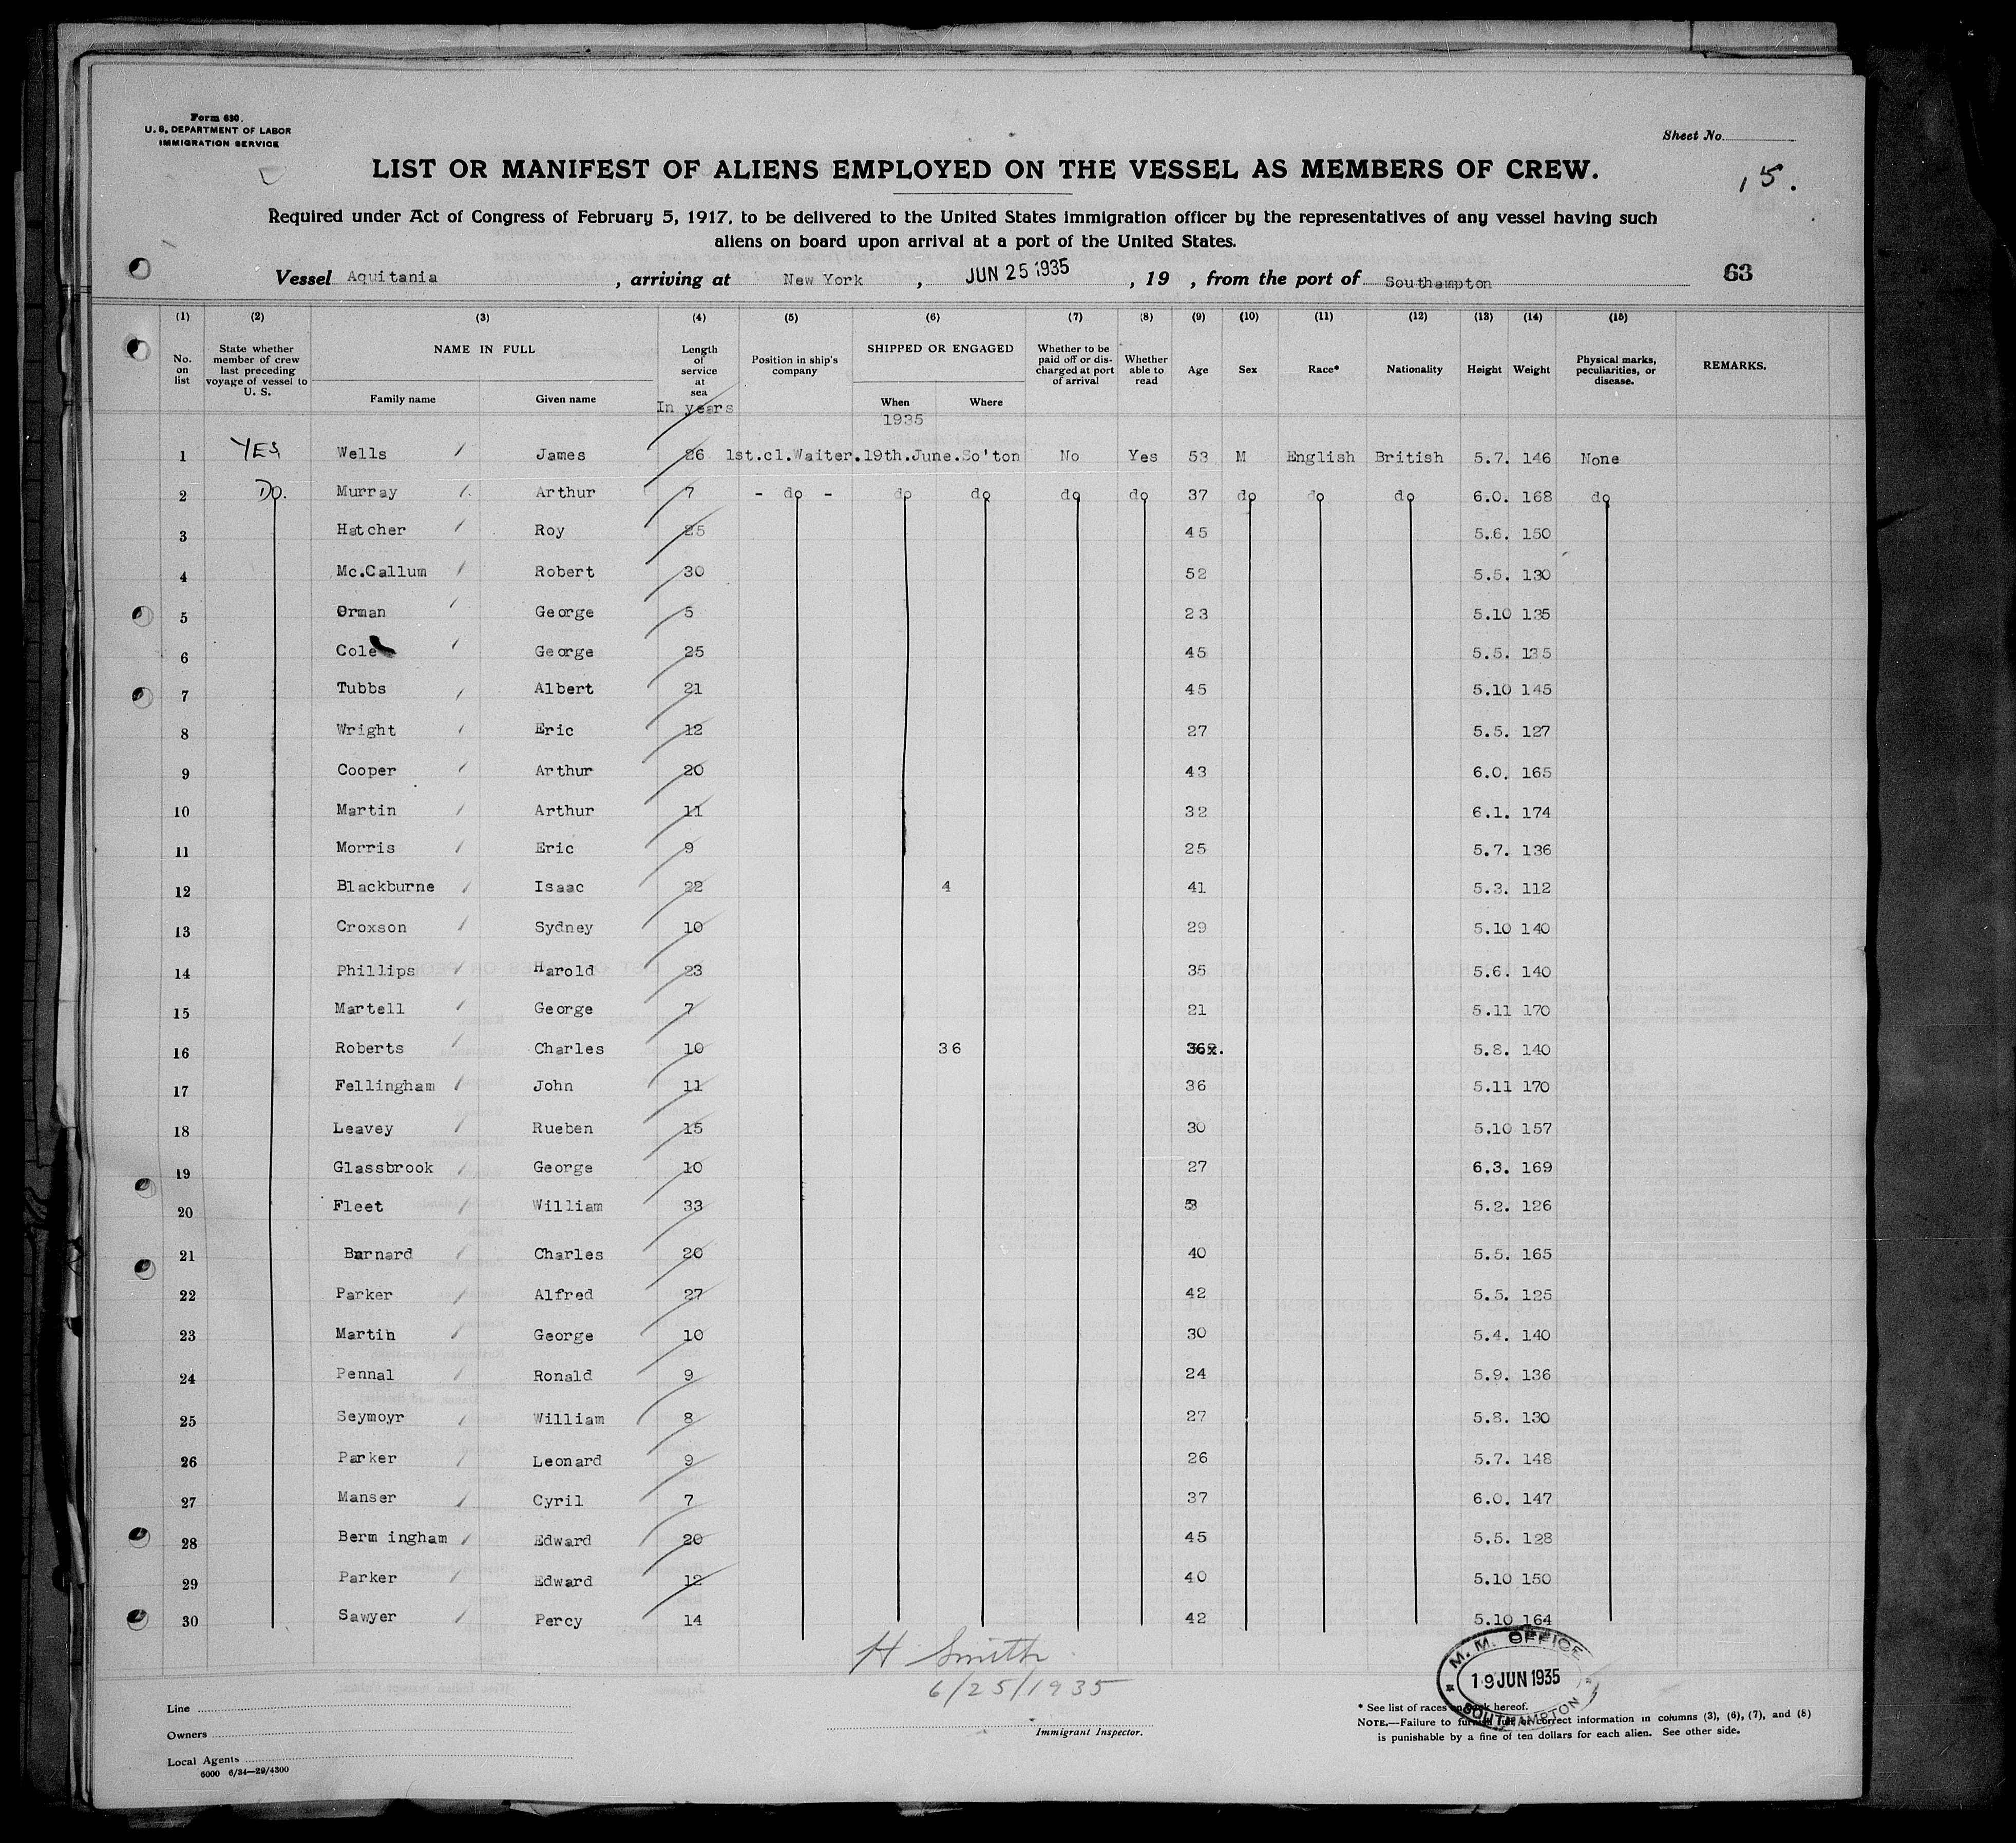 Form 630.
U. S. DEPARTMENT OF LABOR
IMMIGRATION SERVICE
Sheet No.
15.
LIST OR MANIFEST OF ALIENS EMPLOYED ON THE VESSEL AS MEMBERS OF CREW.
Required under Act of Congress of February 5, 1917, to be delivered to the United States immigration officer by the representatives of any vessel having such
aliens on board upon arrival at a port of the United States.
Vessel Aquitania, arriving at New York, JUN 25 1935, 19 , from the port of Southampton 63
(1) (2) (3) (4) (5) (6) (7) (8) (9) (10) (11) (12) (13) (14) (15)
No. on list State whether member of crew last preceding voyage of vessel to U. S. NAME IN FULL Family name Given name Length of service at sea In years Position in ship's company SHIPPED OR ENGAGED When 1935 Where Whether to be paid off or discharged at port of arrival Whether able to read Age Sex Race* Nationality Height Weight Physical marks, peculiarities, or disease. REMARKS.
1 YES Wells James 26 1st.cl.Waiter. 19th.June. So'ton No Yes 53 M English British 5.7. 146 None
2 Do. Murray Arthur 7 - do - do do do do 37 do do do 6.0. 168 do
3 Hatcher Roy 25 45 5.6. 150
4 Mc.Callum Robert 30 52 5.5. 130
5 Orman George 5 23 5.10 135
6 Cole George 25 45 5.5. 135
7 Tubbs Albert 21 45 5.10 145
8 Wright Eric 12 27 5.5. 127
9 Cooper Arthur 20 43 6.0. 165
10 Martin Arthur 11 32 6.1. 174
11 Morris Eric 9 25 5.7. 136
12 Blackburne Isaac 22 4 41 5.3. 112
13 Croxson Sydney 10 29 5.10 140
14 Phillips Harold 23 35 5.6. 140
15 Martell George 7 21 5.11 170
16 Roberts Charles 10 36 5.8. 140
17 Fellingham John 11 36 5.11 170
18 Leavey Rueben 15 30 5.10 157
19 Glassbrook George 10 27 6.3. 169
20 Fleet William 33 5.2. 126
21 Barnard Charles 20 40 5.5. 165
22 Parker Alfred 27 42 5.5. 125
23 Martin George 10 30 5.4. 140
24 Pennal Ronald 9 24 5.9. 136
25 Seymoyr William 8 27 5.8. 130
26 Parker Leonard 9 26 5.7. 148
27 Manser Cyril 7 37 6.0. 147
28 Berm ingham Edward 20 45 5.5. 128
29 Parker Edward 12 40 5.10 150
30 Sawyer Percy 14 42 5.10 164
H Smith
6/25/1935
Immigrant Inspector.
M. M. OFFICE
19 JUN 1935
SOUTHAMPTON
Line
Owners
Local Agents
6000 6/34—29/4300
* See list of races on back hereof.
NOTE.—Failure to furnish full or correct information in columns (3), (6), (7), and (8)
is punishable by a fine of ten dollars for each alien. See other side.